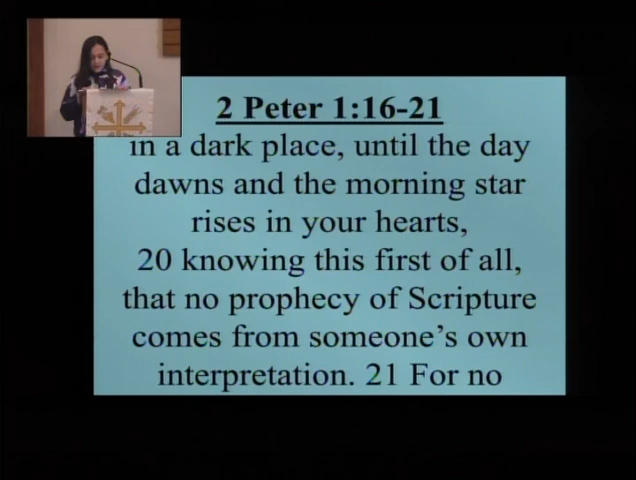 2 Peter 1:16-21
in a dark place, until the day
dawns and the morning star
rises in your hearts,
20 knowing this first of all,
that no prophecy of Scripture
comes from someone's own
interpretation. 21 For no